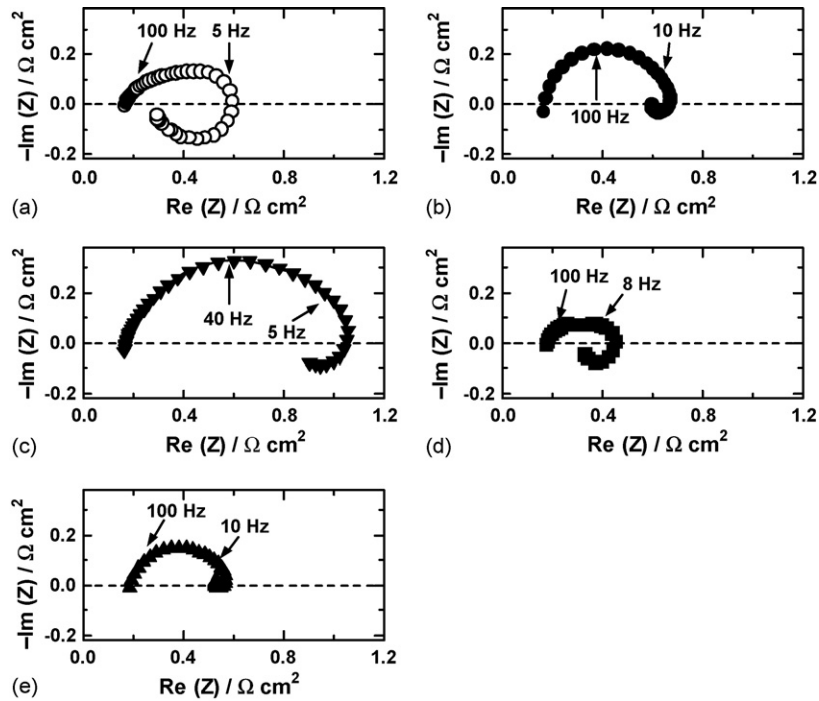 100 Hz
5 Hz
−Im (Z) / Ω cm²
0.2
0.0
-0.2
0.0 0.4 0.8 1.2
(a)
Re (Z) / Ω cm²
10 Hz
100 Hz
−Im (Z) / Ω cm²
0.2
0.0
-0.2
0.0 0.4 0.8 1.2
(b)
Re (Z) / Ω cm²
40 Hz
5 Hz
−Im (Z) / Ω cm²
0.2
0.0
-0.2
0.0 0.4 0.8 1.2
(c)
Re (Z) / Ω cm²
100 Hz
8 Hz
−Im (Z) / Ω cm²
0.2
0.0
-0.2
0.0 0.4 0.8 1.2
(d)
Re (Z) / Ω cm²
100 Hz
10 Hz
−Im (Z) / Ω cm²
0.2
0.0
-0.2
0.0 0.4 0.8 1.2
(e)
Re (Z) / Ω cm²